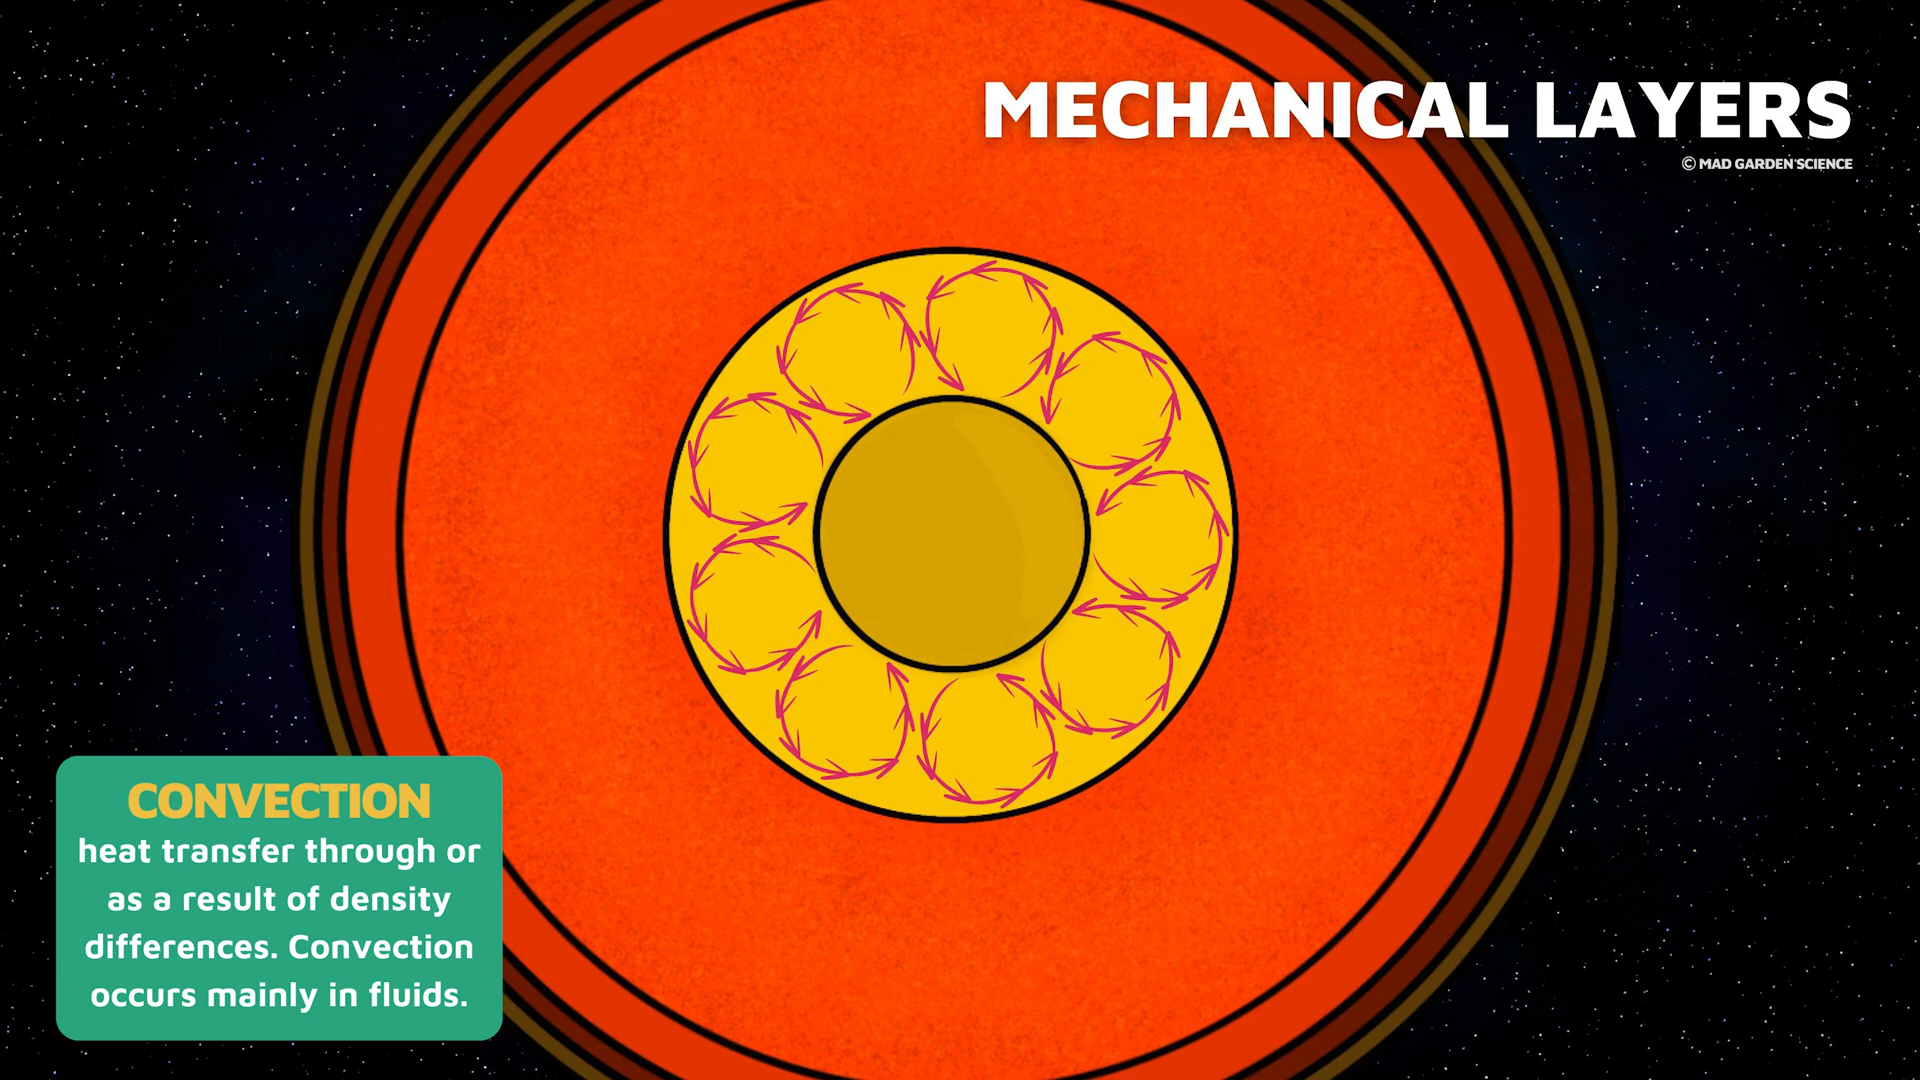 MECHANICAL LAYERS
© MAD GARDEN SCIENCE
CONVECTION
heat transfer through or
as a result of density
differences. Convection
occurs mainly in fluids.